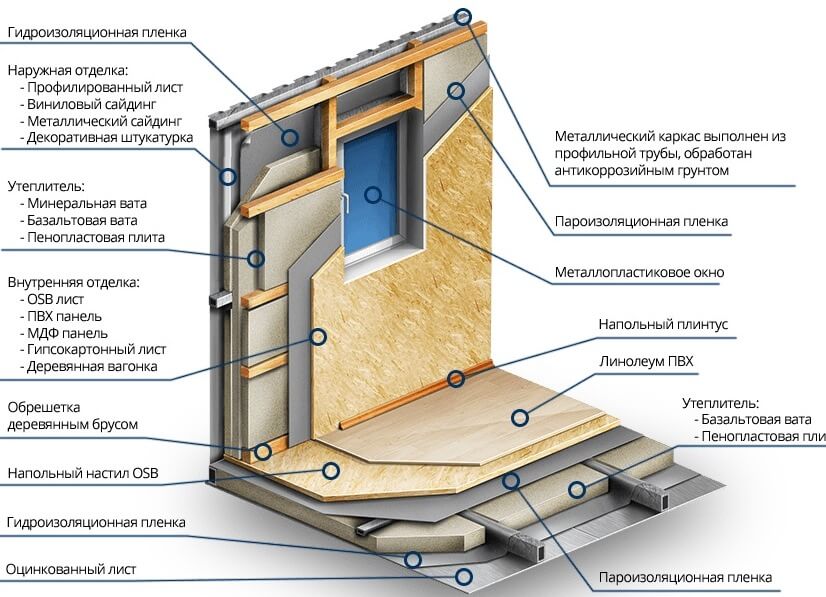 Гидроизоляционная пленка
Наружная отделка:
- Профилированный лист
- Виниловый сайдинг
- Металлический сайдинг
- Декоративная штукатурка
Утеплитель:
- Минеральная вата
- Базальтовая вата
- Пенопластовая плита
Внутренняя отделка:
- OSB лист
- ПВХ панель
- МДФ панель
- Гипсокартонный лист
- Деревянная вагонка
Обрешетка
деревянным брусом
Напольный настил OSB
Гидроизоляционная пленка
Оцинкованный лист
Металлический каркас выполнен из
профильной трубы, обработан
антикоррозийным грунтом
Пароизоляционная пленка
Металлопластиковое окно
Напольный плинтус
Линолеум ПВХ
Утеплитель:
- Базальтовая вата
- Пенопластовая пли
Пароизоляционная пленка